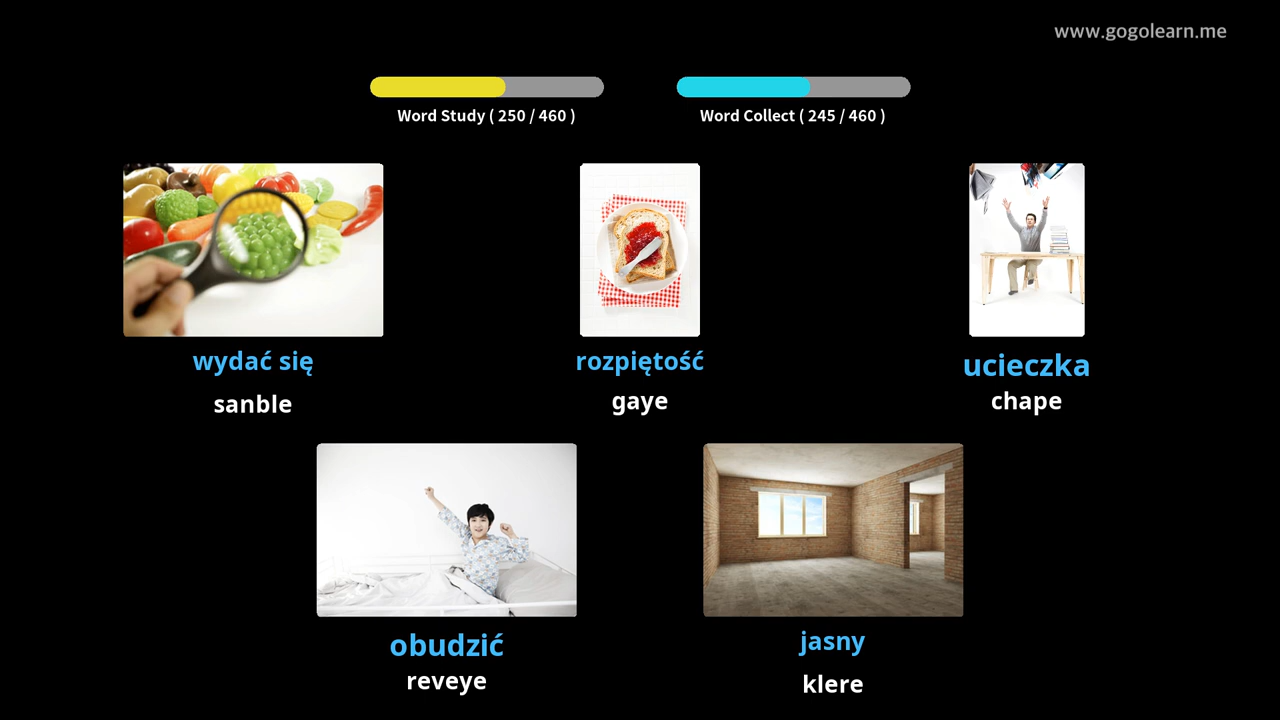 www.gogolearn.me
Word Study ( 250 / 460 )
Word Collect ( 245 / 460 )
wydać się
sanble
rozpiętość
gaye
ucieczka
chape
obudzić
reveye
jasny
klere